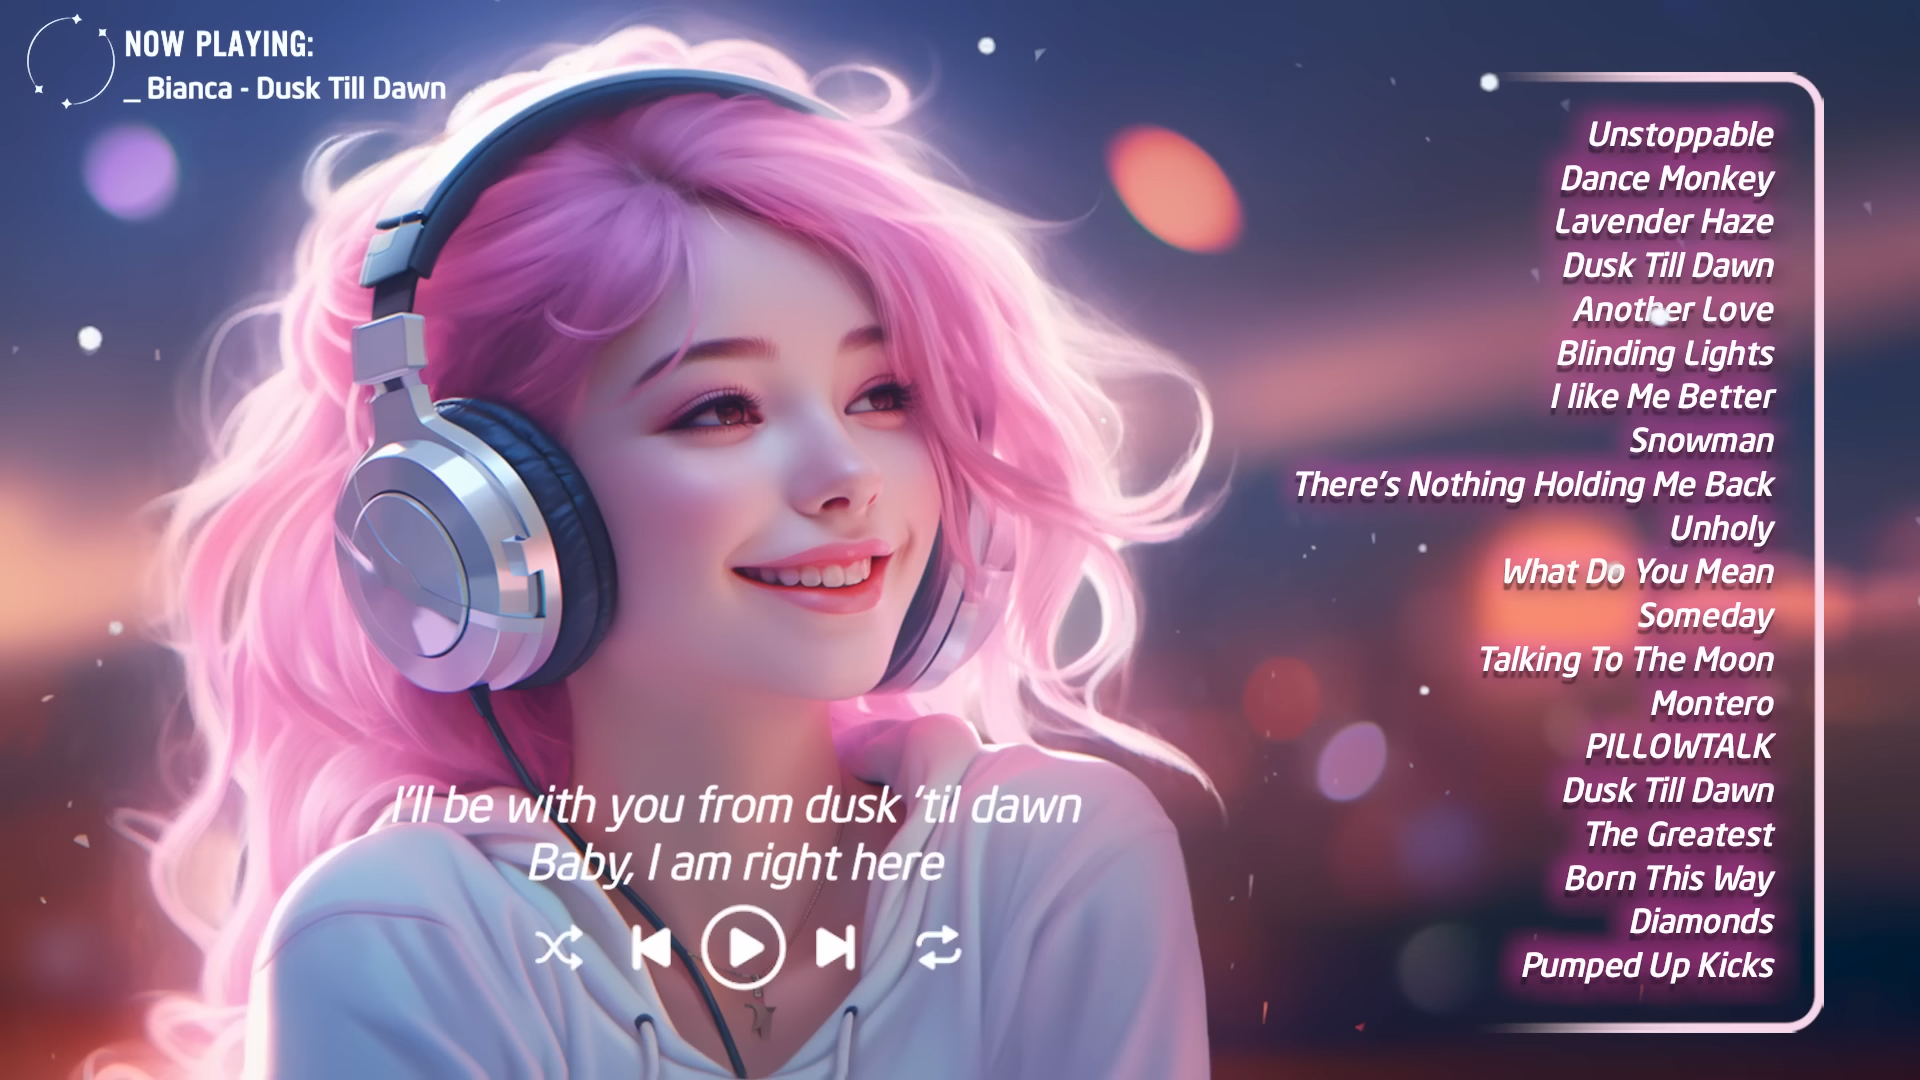 NOW PLAYING:
_ Bianca - Dusk Till Dawn
Unstoppable
Dance Monkey
Lavender Haze
Dusk Till Dawn
Another Love
Blinding Lights
I like Me Better
Snowman
There's Nothing Holding Me Back
Unholy
What Do You Mean
Someday
Talking To The Moon
Montero
PILLOWTALK
Dusk Till Dawn
The Greatest
Born This Way
Diamonds
Pumped Up Kicks
I'll be with you from dusk 'til dawn
Baby, I am right here